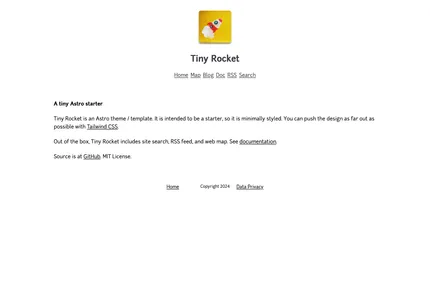 Tiny Rocket
Home Map Blog Doc RSS Search
A tiny Astro starter
Tiny Rocket is an Astro theme / template. It is intended to be a starter, so it is minimally styled. You can push the design as far out as
possible with Tailwind CSS.
Out of the box, Tiny Rocket includes site search, RSS feed, and web map. See documentation.
Source is at GitHub. MIT License.
Home Copyright 2024 Data Privacy